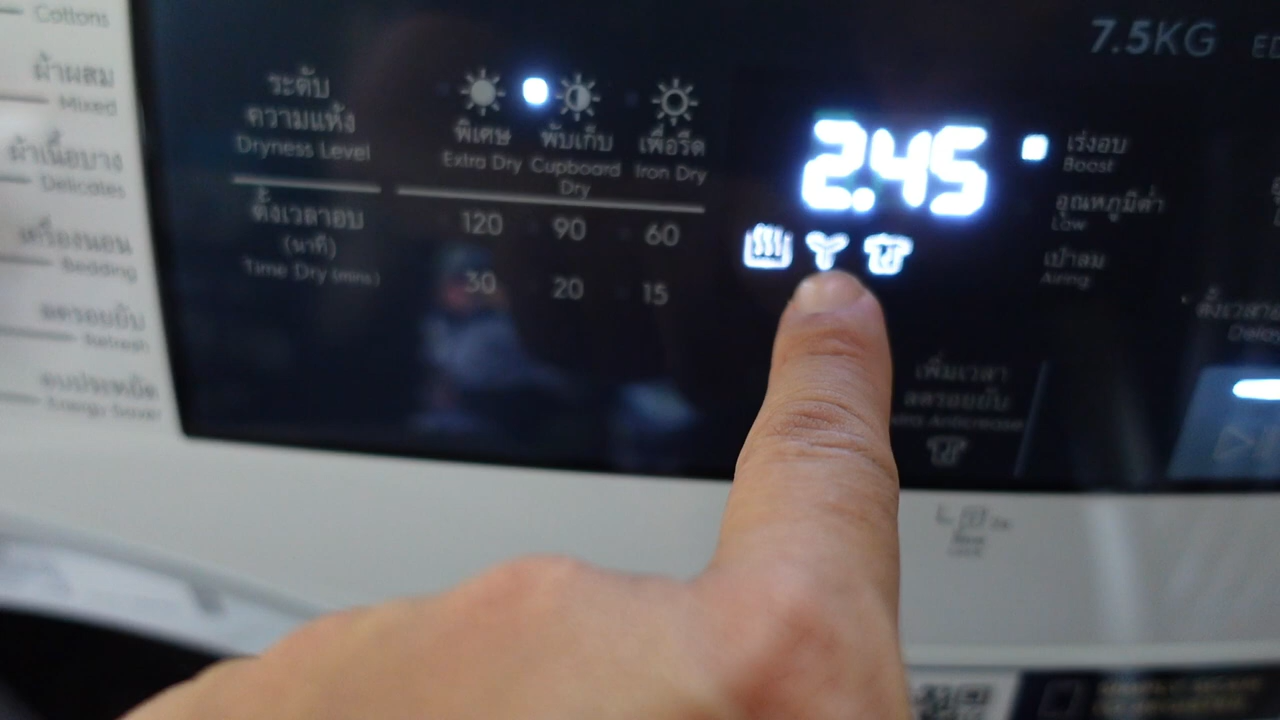 Cottons
ผ้าผสม
Mixed
ผ้าเนื้อบาง
Delicates
เครื่องนอน
Bedding
ลดรอยยับ
Refresh
อบประหยัด
Energy Saver
ระดับ
ความแห้ง
Dryness Level
พิเศษ
Extra Dry
พับเก็บ
Cupboard
Dry
เพื่อรีด
Iron Dry
ตั้งเวลาอบ
(นาที)
Time Dry (mins.)
120 90 60
30 20 15
7.5KG ED
2.45
เร่งอบ
Boost
อุณหภูมิต่ำ
Low
เป่าลม
Airing
เพิ่มเวลา
ลดรอยยับ
Anticrease
ตั้งเวลา
Delay